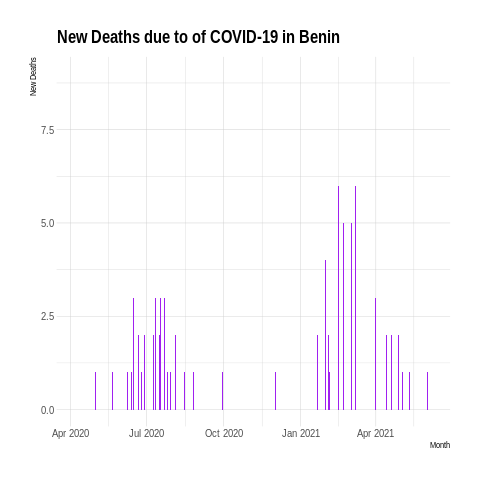 New Deaths due to of COVID-19 in Benin
New Deaths
7.5
5.0
2.5
0.0
Apr 2020 Jul 2020 Oct 2020 Jan 2021 Apr 2021
Month